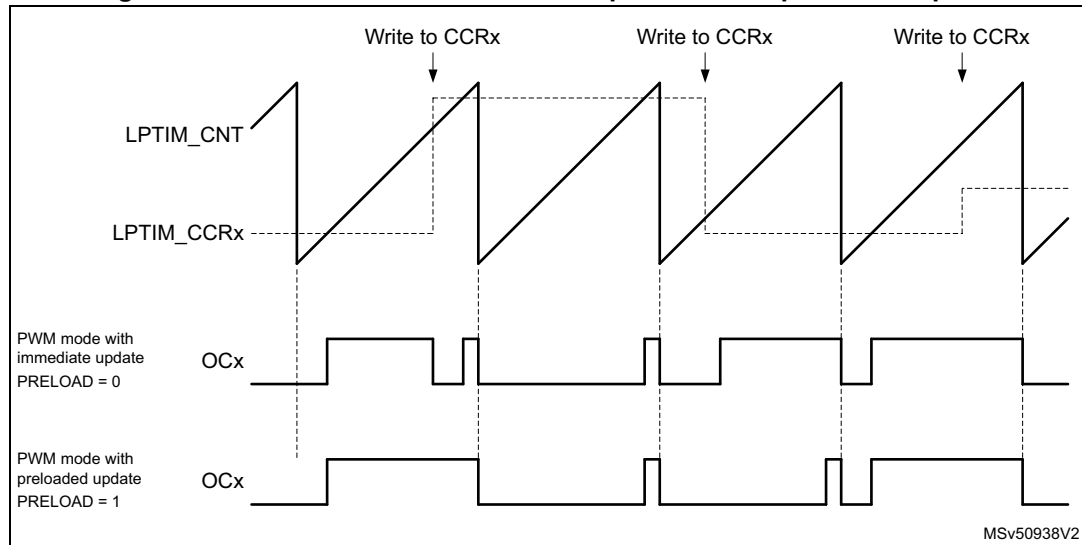 Write to CCRx Write to CCRx Write to CCRx
LPTIM_CNT
LPTIM_CCRx
PWM mode with
immediate update
PRELOAD = 0
OCx
PWM mode with
preloaded update
PRELOAD = 1
OCx
MSv50938V2